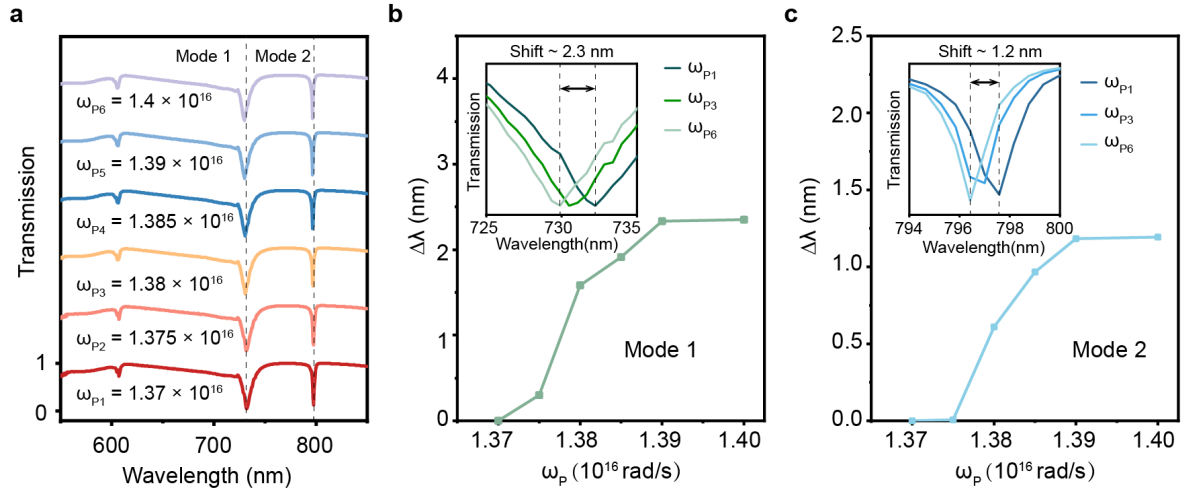 a
Mode 1
Mode 2
ωP6 = 1.4 × 10^16
ωP5 = 1.39 × 10^16
ωP4 = 1.385 × 10^16
ωP3 = 1.38 × 10^16
ωP2 = 1.375 × 10^16
ωP1 = 1.37 × 10^16
Transmission
1
0
600
700
800
Wavelength (nm)
b
Shift ~ 2.3 nm
ωP1
ωP3
ωP6
Transmission
725
730
735
Wavelength(nm)
Mode 1
Δλ (nm)
4
3
2
1
0
1.37
1.38
1.39
1.40
ωP (10^16 rad/s)
c
Shift ~ 1.2 nm
ωP1
ωP3
ωP6
Transmission
794
796
798
800
Wavelength(nm)
Mode 2
Δλ (nm)
2.5
2.0
1.5
1.0
0.5
0.0
1.37
1.38
1.39
1.40
ωP (10^16 rad/s)